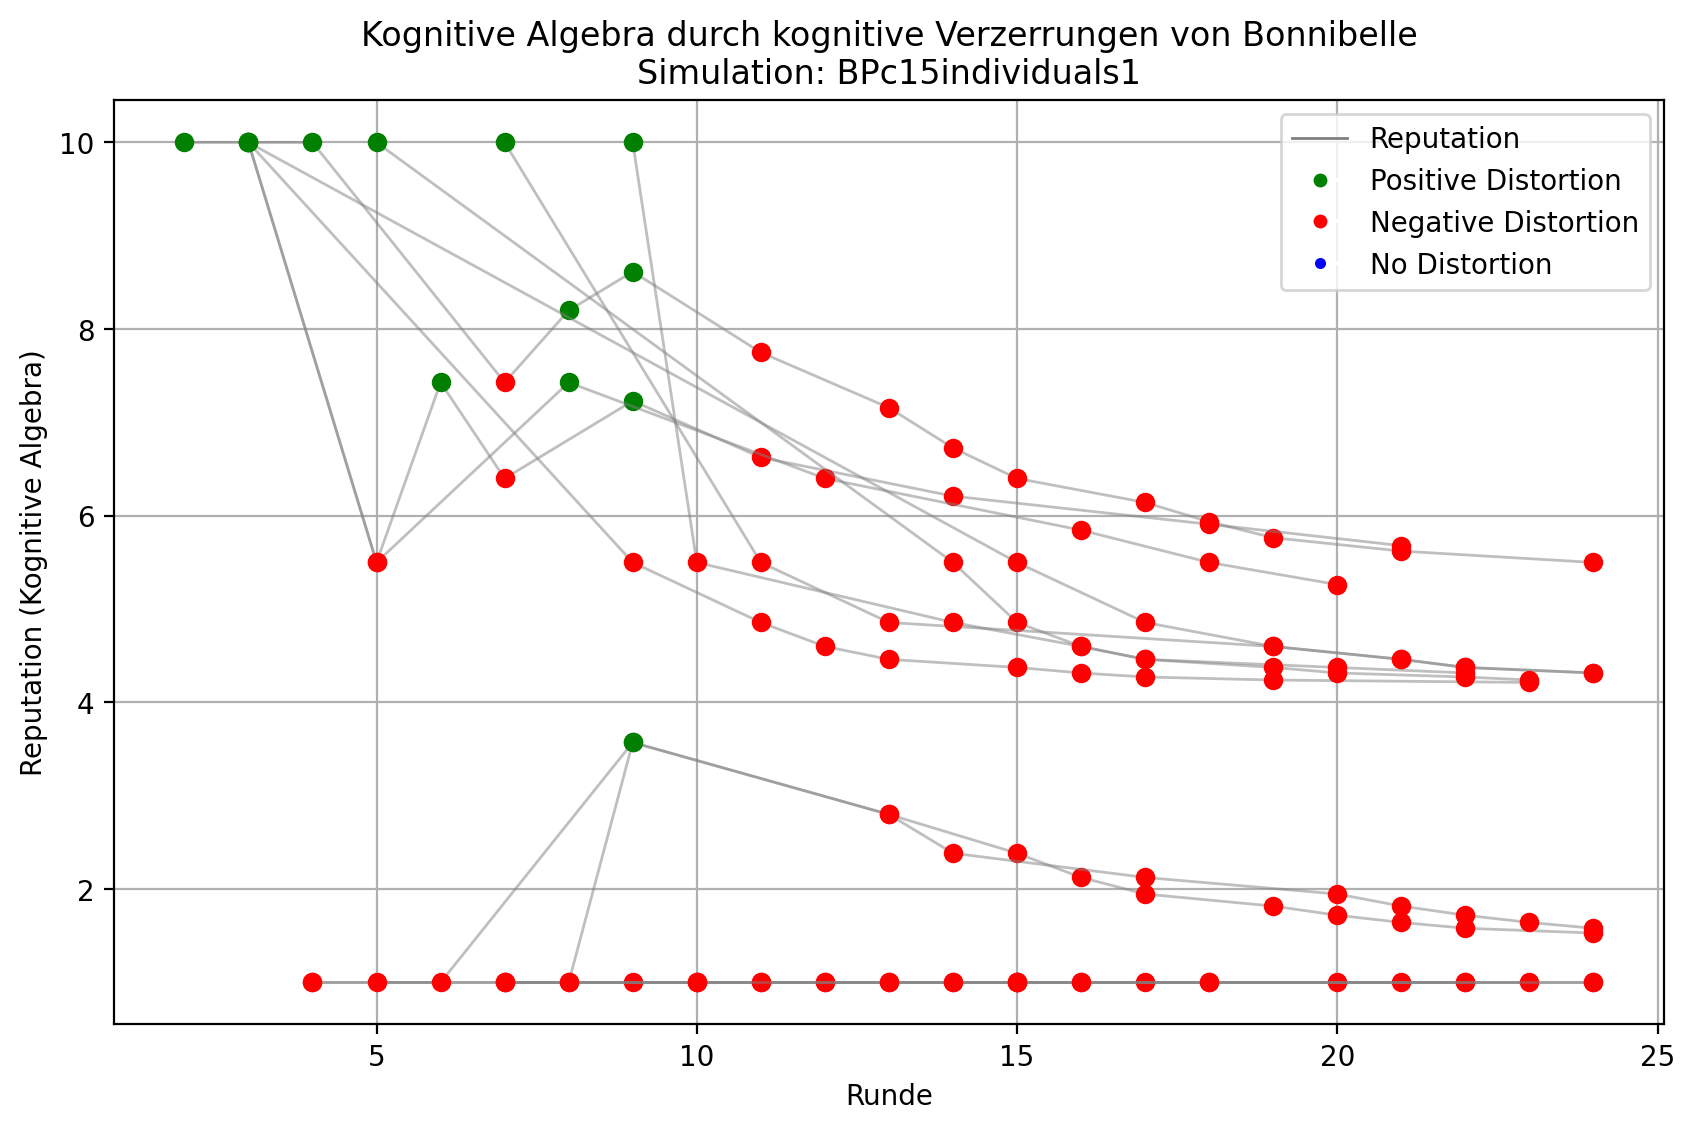 Kognitive Algebra durch kognitive Verzerrungen von Bonnibelle
Simulation: BPc15individuals1
Reputation
Positive Distortion
Negative Distortion
No Distortion
Reputation (Kognitive Algebra)
10
8
6
4
2
5
10
15
20
25
Runde